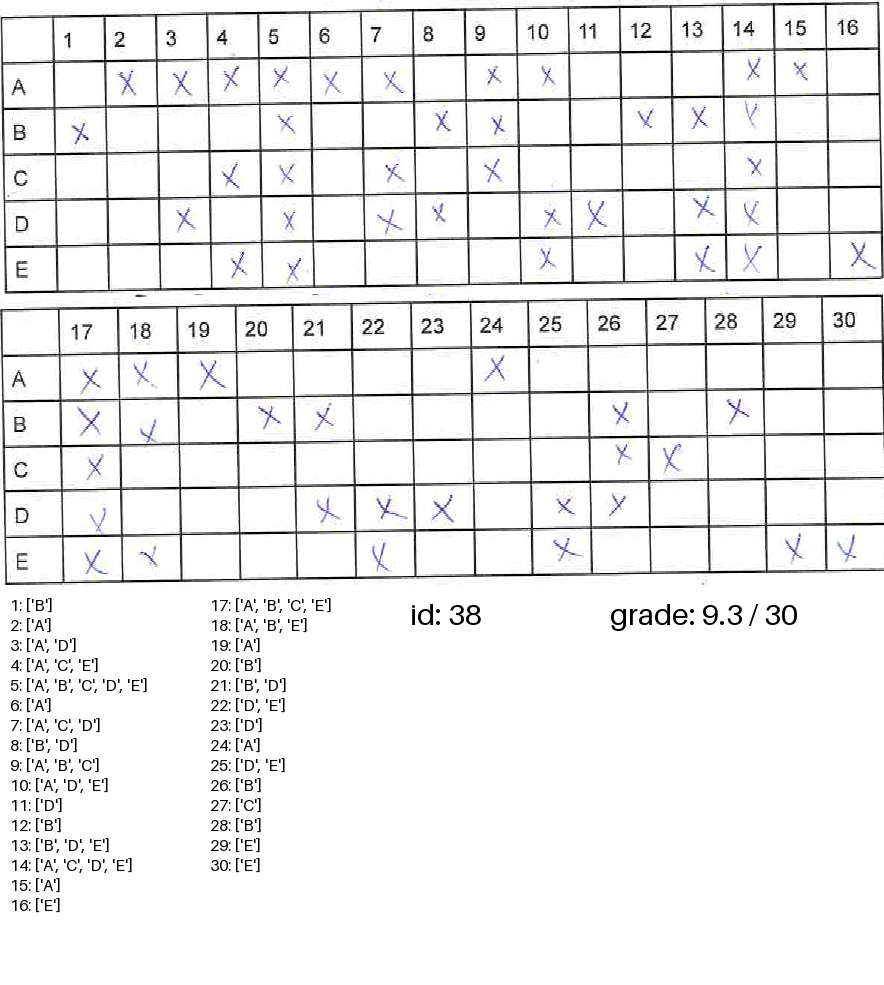 1 2 3 4 5 6 7 8 9 10 11 12 13 14 15 16
A X X X X X X X X X X
B X X X X X X X
C X X X X X
D X X X X X X X X
E X X X X X X
17 18 19 20 21 22 23 24 25 26 27 28 29 30
A X X X X
B X X X X X X
C X X X
D X X X X X X
E X X X X X X
1: ['B']
2: ['A']
3: ['A', 'D']
4: ['A', 'C', 'E']
5: ['A', 'B', 'C', 'D', 'E']
6: ['A']
7: ['A', 'C', 'D']
8: ['B', 'D']
9: ['A', 'B', 'C']
10: ['A', 'D', 'E']
11: ['D']
12: ['B']
13: ['B', 'D', 'E']
14: ['A', 'C', 'D', 'E']
15: ['A']
16: ['E']
17: ['A', 'B', 'C', 'E']
18: ['A', 'B', 'E']
19: ['A']
20: ['B']
21: ['B', 'D']
22: ['D', 'E']
23: ['D']
24: ['A']
25: ['D', 'E']
26: ['B']
27: ['C']
28: ['B']
29: ['E']
30: ['E']
id: 38
grade: 9.3 / 30